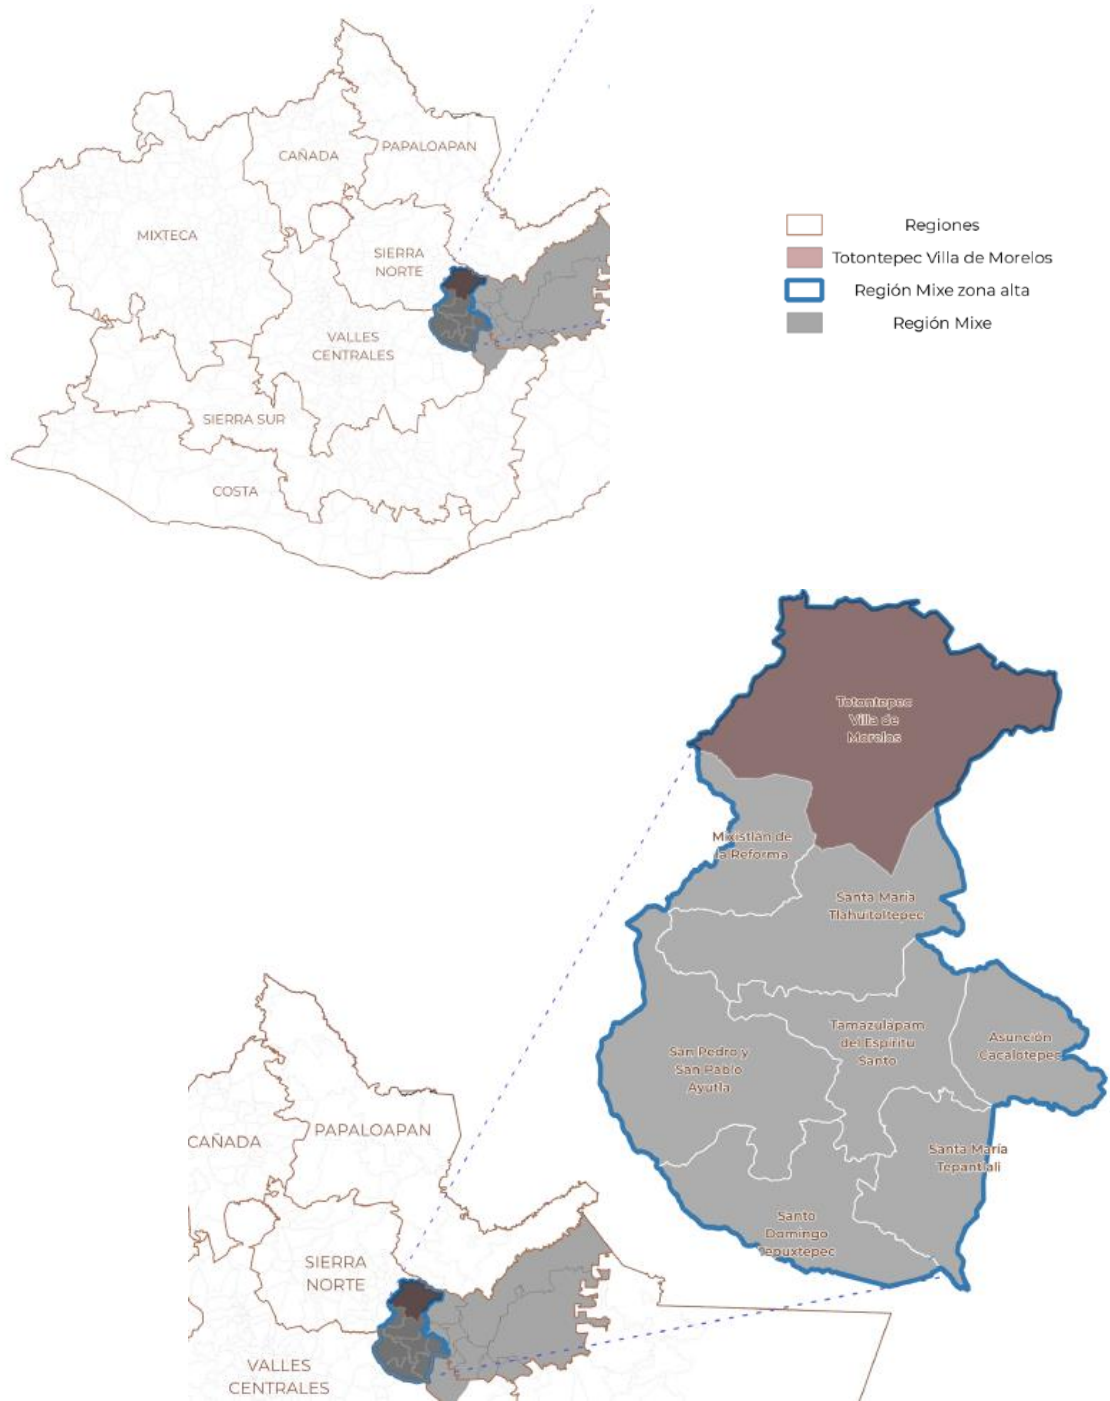 CAÑADA
PAPALOAPAN
MIXTECA
SIERRA
NORTE
VALLES
CENTRALES
SIERRA SUR
COSTA
Regiones
Totontepec Villa de Morelos
Región Mixe zona alta
Región Mixe
Totontepec
Villa de
Morelos
Mixistlán de
la Reforma
Santa María
Tlahuitoltepec
Tamazulápam
del Espíritu
Santo
Asunción
Cacalotepec
San Pedro y
San Pablo
Ayutla
Santa María
Tepantlali
Santo
Domingo
Tepuxtepec
CAÑADA
PAPALOAPAN
SIERRA
NORTE
VALLES
CENTRALES